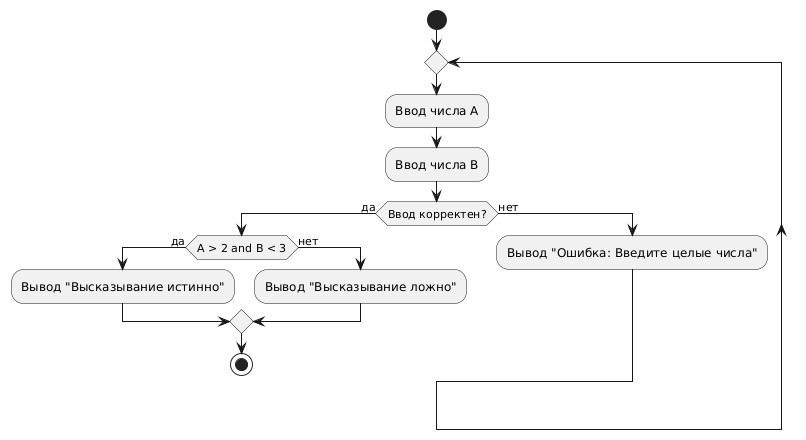 Ввод числа A
Ввод числа B
да
Ввод корректен?
нет
да
A > 2 and B < 3
нет
Вывод "Ошибка: Введите целые числа"
Вывод "Высказывание истинно"
Вывод "Высказывание ложно"